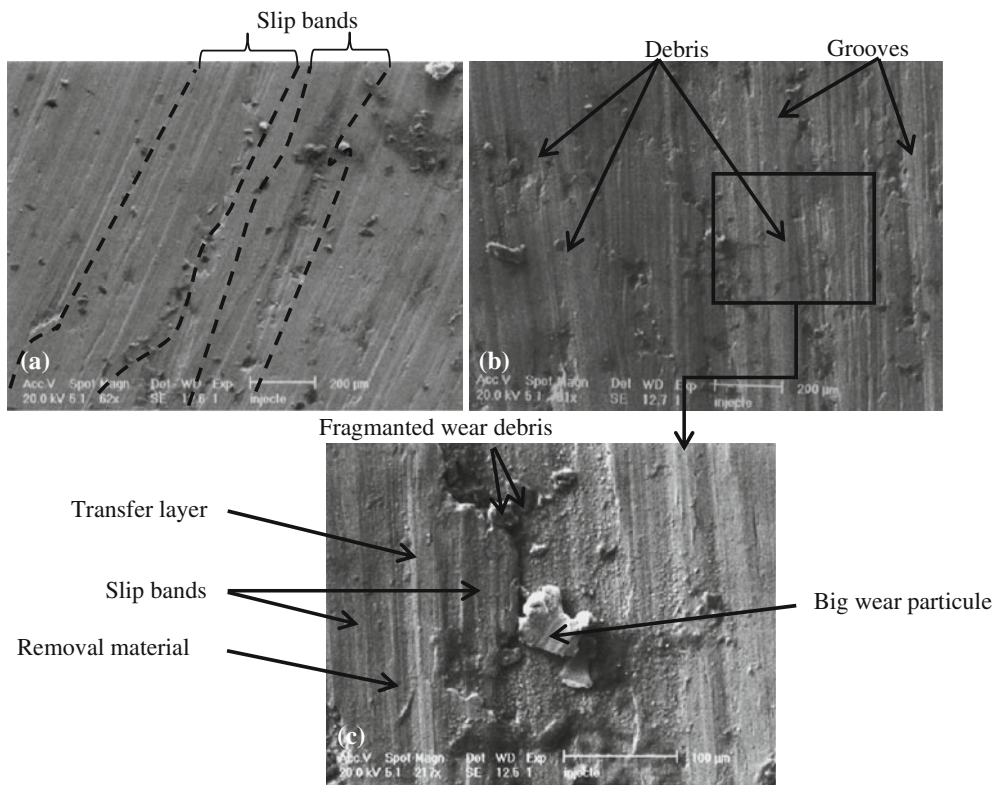 Slip bands
Debris
Grooves
(a)
Acc.V Spot Magn Det WD Exp
20.0 kV 5.1 62x SE 1 200 µm
injecte
(b)
Acc.V Spot Magn Det WD Exp
20.0 kV 5.1 SE 12.7 1 200 µm
injecte
Fragmanted wear debris
Transfer layer
Slip bands
Big wear particule
Removal material
(c)
Acc.V Spot Magn Det WD Exp
20.0 kV 5.1 217x SE 12.5 1 100 µm
injecte